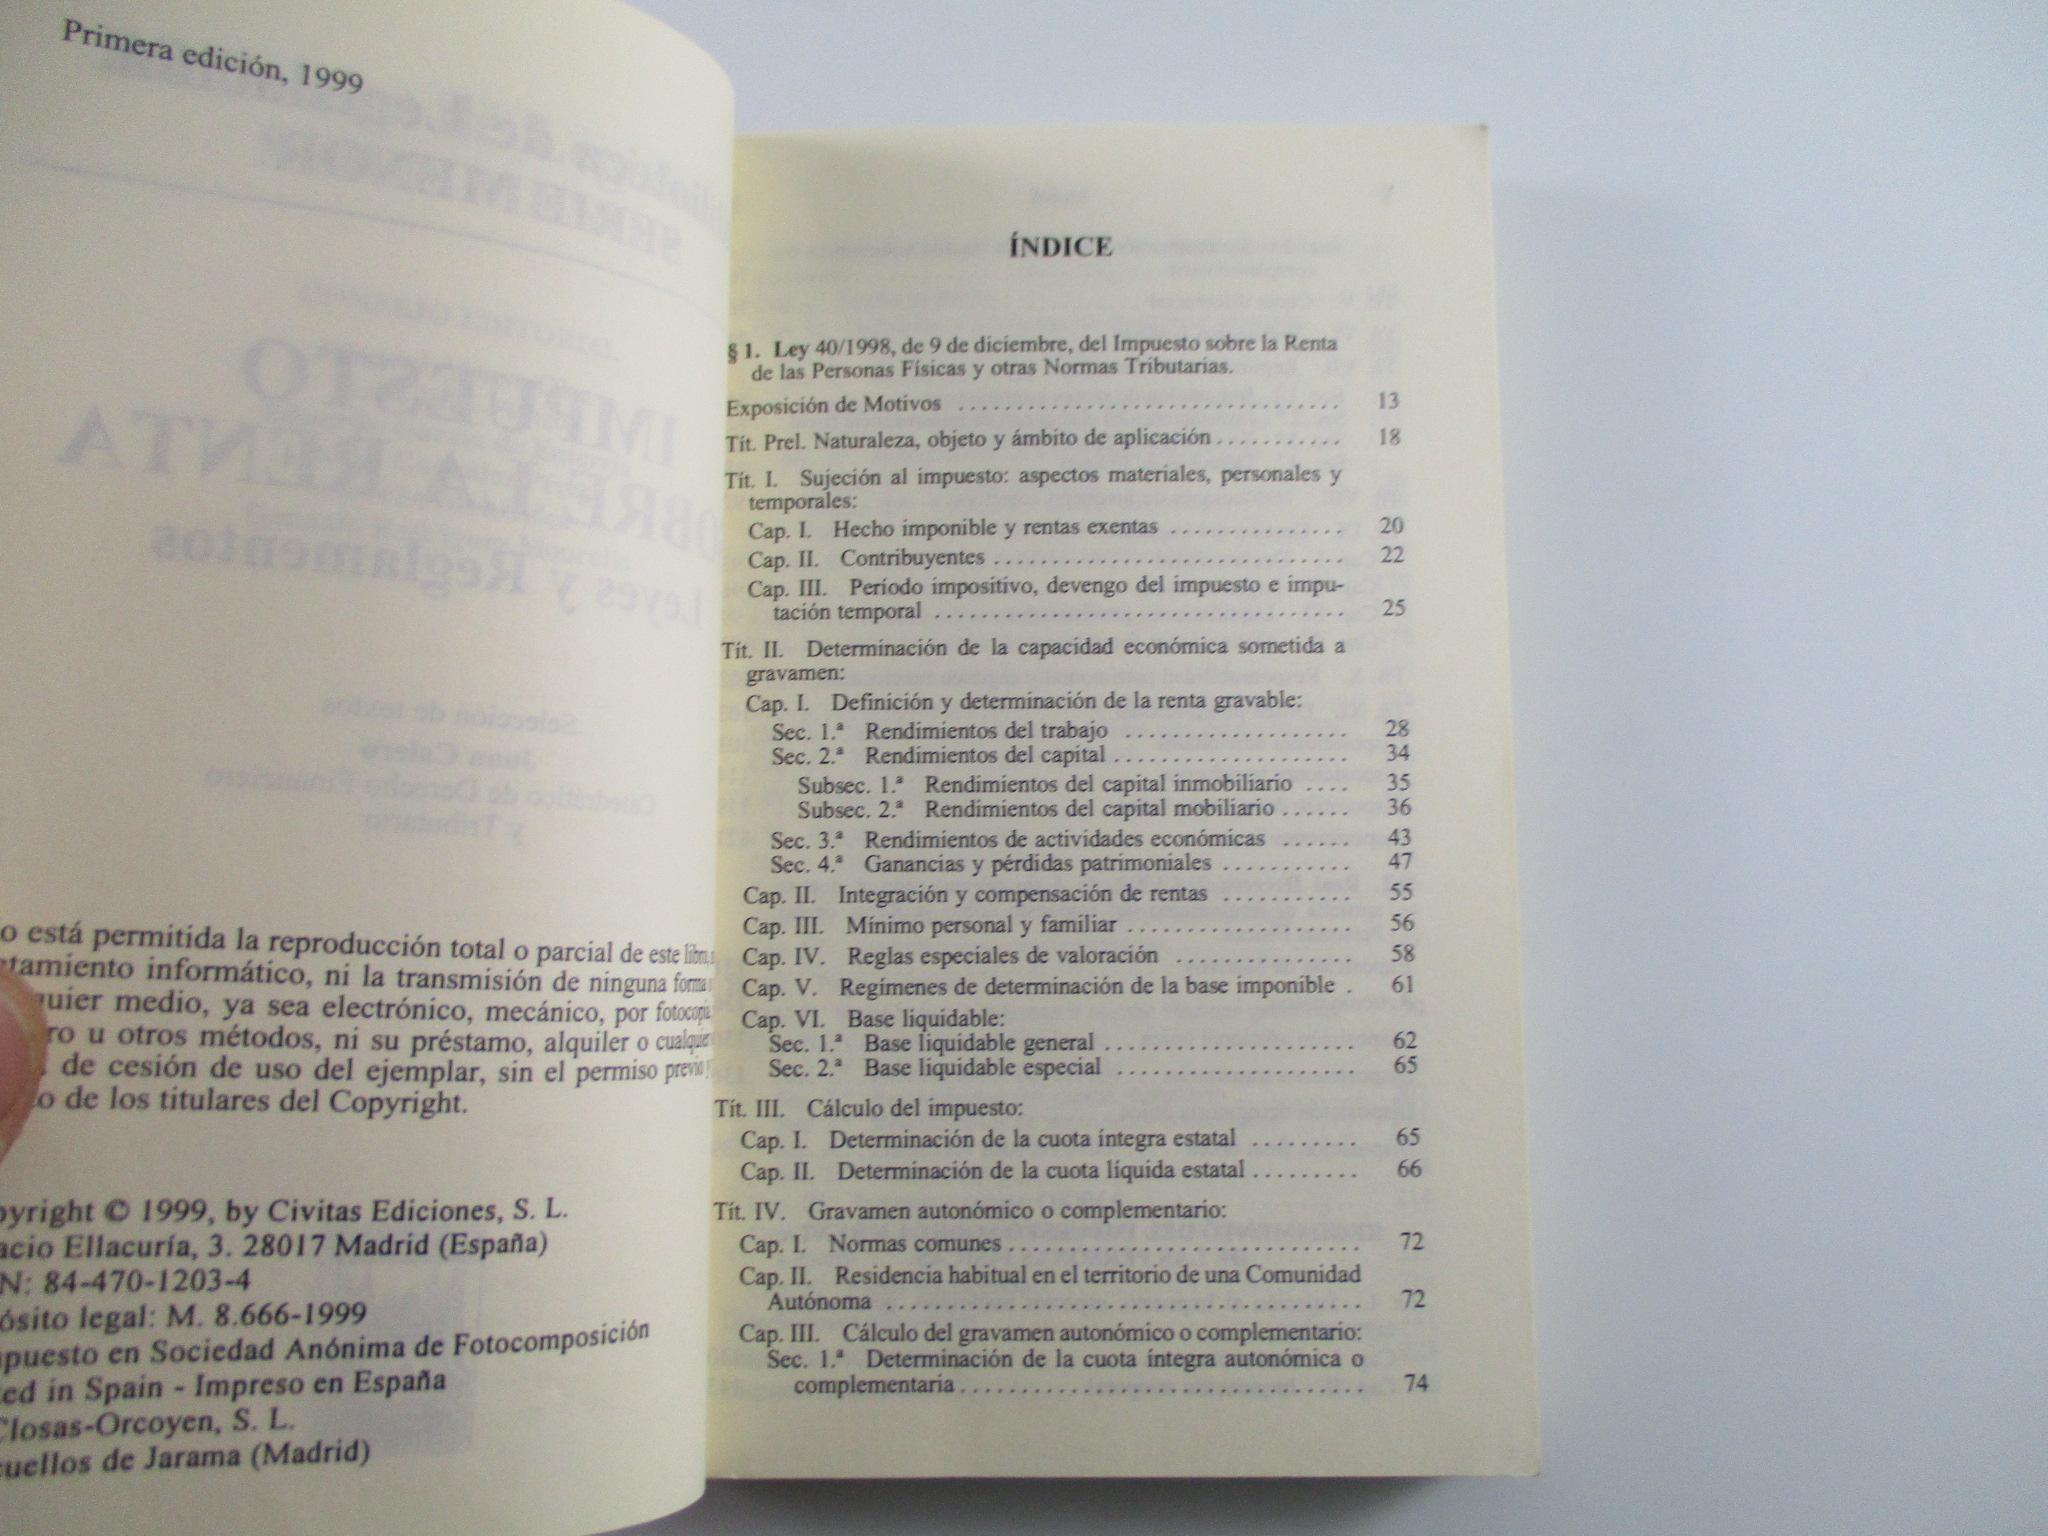 Primera edición, 1999
está permitida la reproducción total o parcial de este libro,
informático, ni la transmisión de ninguna forma
medio, ya sea electrónico, mecánico, por
u otros métodos, ni su préstamo, alquiler o cualquier
de cesión de uso del ejemplar, sin el permiso previo
de los titulares del Copyright.
© 1999, by Civitas Ediciones, S. L.
Ellacuría, 3. 28017 Madrid (España)
84-470-1203-4
legal: M. 8.666-1999
en Sociedad Anónima de Fotocomposición
in Spain - Impreso en España
Closas-Orcoyen, S. L.
de Jarama (Madrid)
ÍNDICE
§ 1. Ley 40/1998, de 9 de diciembre, del Impuesto sobre la Renta
de las Personas Físicas y otras Normas Tributarias.
Exposición de Motivos ................................. 13
Tít. Prel. Naturaleza, objeto y ámbito de aplicación........... 18
Tít. I. Sujeción al impuesto: aspectos materiales, personales y
temporales:
Cap. I. Hecho imponible y rentas exentas ............... 20
Cap. II. Contribuyentes .............................. 22
Cap. III. Período impositivo, devengo del impuesto e impu-
tación temporal .................................... 25
Tít. II. Determinación de la capacidad económica sometida a
gravamen:
Cap. I. Definición y determinación de la renta gravable:
Sec. 1.ª Rendimientos del trabajo ................... 28
Sec. 2.ª Rendimientos del capital .................... 34
Subsec. 1.ª Rendimientos del capital inmobiliario .... 35
Subsec. 2.ª Rendimientos del capital mobiliario ...... 36
Sec. 3.ª Rendimientos de actividades económicas ...... 43
Sec. 4.ª Ganancias y pérdidas patrimoniales ........... 47
Cap. II. Integración y compensación de rentas ........... 55
Cap. III. Mínimo personal y familiar .................... 56
Cap. IV. Reglas especiales de valoración ................ 58
Cap. V. Regímenes de determinación de la base imponible . 61
Cap. VI. Base liquidable:
Sec. 1.ª Base liquidable general ...................... 62
Sec. 2.ª Base liquidable especial ..................... 65
Tít. III. Cálculo del impuesto:
Cap. I. Determinación de la cuota íntegra estatal ......... 65
Cap. II. Determinación de la cuota líquida estatal ......... 66
Tít. IV. Gravamen autonómico o complementario:
Cap. I. Normas comunes .............................. 72
Cap. II. Residencia habitual en el territorio de una Comunidad
Autónoma ......................................... 72
Cap. III. Cálculo del gravamen autonómico o complementario:
Sec. 1.ª Determinación de la cuota íntegra autonómica o
complementaria ................................... 74